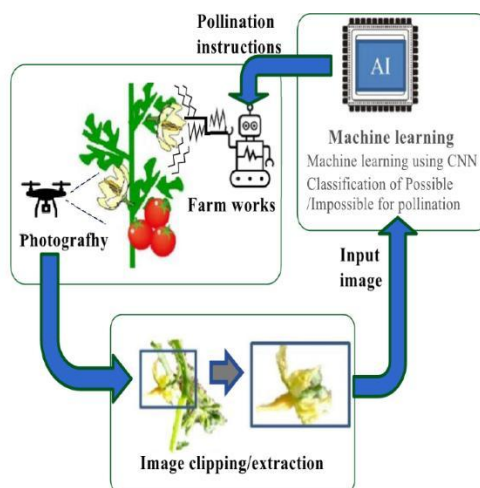 Pollination
instructions
AI
Machine learning
Machine learning using CNN
Classification of Possible
/Impossible for pollination
Farm works
Photografhy
Input
image
Image clipping/extraction